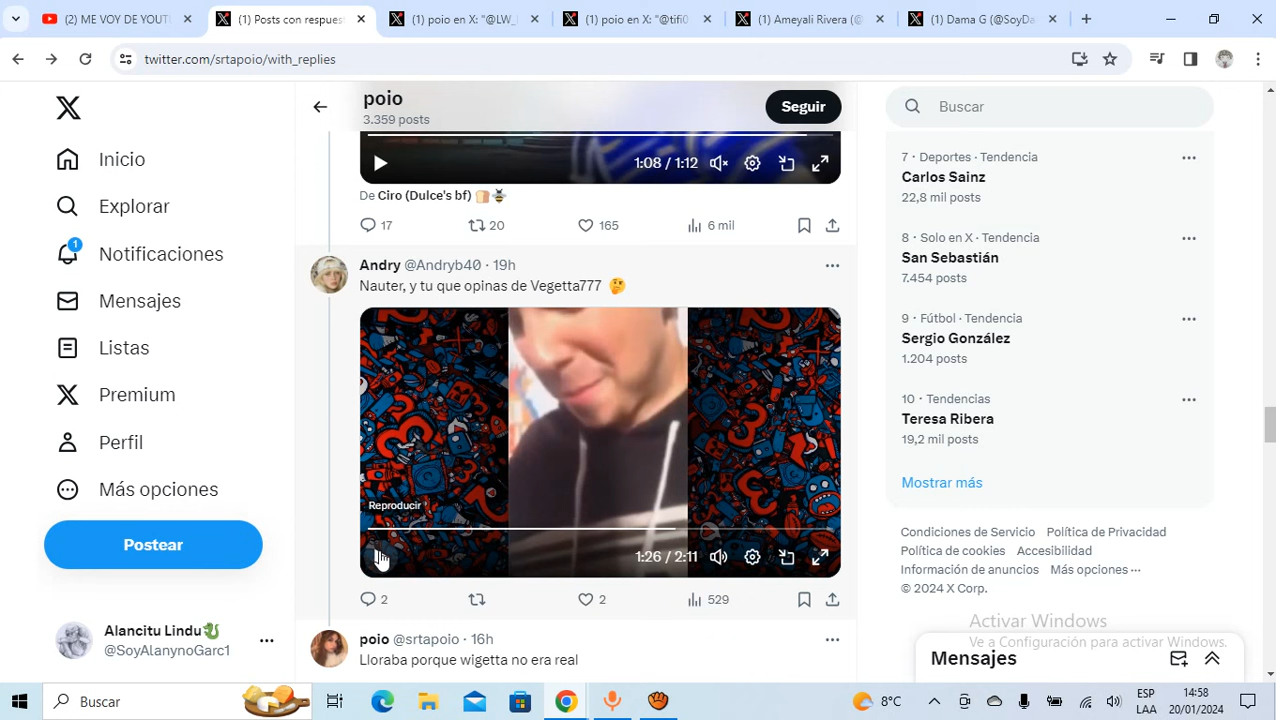 (2) ME VOY DE YOUT
(1) Posts con respues
(1) poio en X: "@LW_
(1) poio en X: "@tifi0
(1) Ameyali Rivera (@
(1) Dama G (@SoyDa
twitter.com/srtapoio/with_replies
poio
3.359 posts
Seguir
Buscar
Inicio
Explorar
1
Notificaciones
Mensajes
Listas
Premium
Perfil
Más opciones
Postear
Alancitu Lindu🐉
@SoyAlanynoGarc1
1:08 / 1:12
De Ciro (Dulce's bf) 🍞🐝
17
20
165
6 mil
Andry @Andryb40 · 19h
Nauter, y tu que opinas de Vegetta777 🤔
Reproducir
1:26 / 2:11
2
2
529
poio @srtapoio · 16h
Lloraba porque wigetta no era real
7 · Deportes · Tendencia
Carlos Sainz
22,8 mil posts
8 · Solo en X · Tendencia
San Sebastián
7.454 posts
9 · Fútbol · Tendencia
Sergio González
1.204 posts
10 · Tendencias
Teresa Ribera
19,2 mil posts
Mostrar más
Condiciones de Servicio Política de Privacidad
Política de cookies Accesibilidad
Información de anuncios Más opciones ···
© 2024 X Corp.
Activar Windows
Ve a Configuración para activar Windows.
Mensajes
Buscar
8°C
ESP
LAA
14:58
20/01/2024